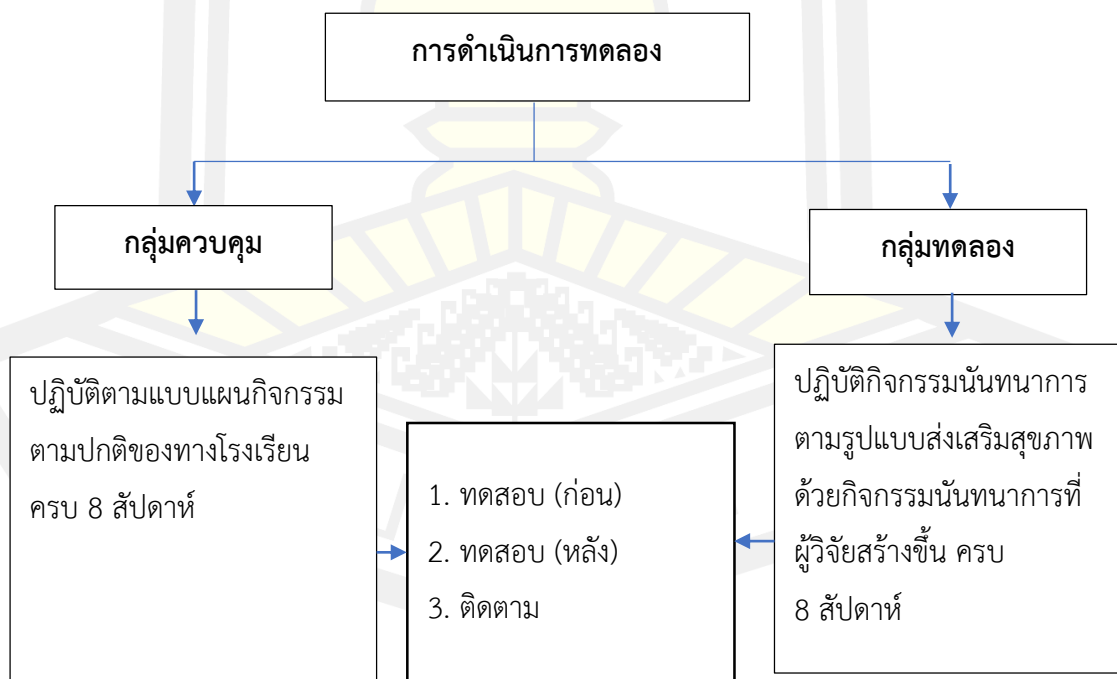 การดำเนินการทดลอง
กลุ่มควบคุม
กลุ่มทดลอง
ปฏิบัติตามแบบแผนกิจกรรม
ตามปกติของทางโรงเรียน
ครบ 8 สัปดาห์
1. ทดสอบ (ก่อน)
2. ทดสอบ (หลัง)
3. ติดตาม
ปฏิบัติกิจกรรมนันทนาการ
ตามรูปแบบส่งเสริมสุขภาพ
ด้วยกิจกรรมนันทนาการที่
ผู้วิจัยสร้างขึ้น ครบ
8 สัปดาห์